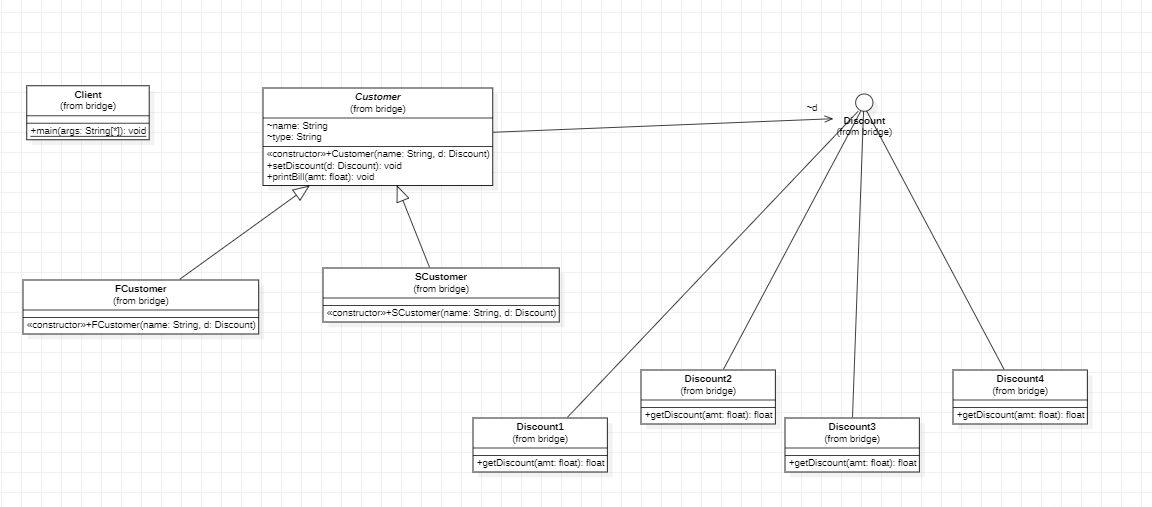 Client
(from bridge)
+main(args: String[*]): void
Customer
(from bridge)
~name: String
~type: String
«constructor»+Customer(name: String, d: Discount)
+setDiscount(d: Discount): void
+printBill(amt: float): void
~d
Discount
(from bridge)
FCustomer
(from bridge)
«constructor»+FCustomer(name: String, d: Discount)
SCustomer
(from bridge)
«constructor»+SCustomer(name: String, d: Discount)
Discount1
(from bridge)
+getDiscount(amt: float): float
Discount2
(from bridge)
+getDiscount(amt: float): float
Discount3
(from bridge)
+getDiscount(amt: float): float
Discount4
(from bridge)
+getDiscount(amt: float): float